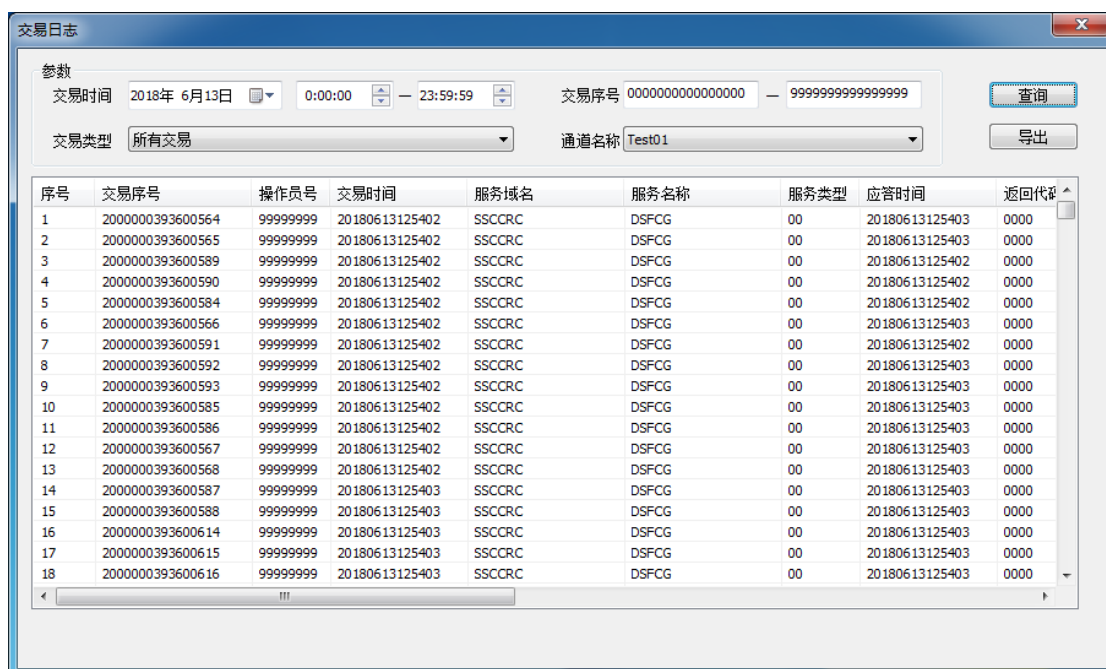 交易日志
参数
交易时间 2018年 6月13日 0:00:00 — 23:59:59 交易序号 0000000000000000 — 9999999999999999 查询
交易类型 所有交易 通道名称 Test01 导出
序号 交易序号 操作员号 交易时间 服务域名 服务名称 服务类型 应答时间 返回代码
1 2000000393600564 99999999 20180613125402 SSCCRC DSFCG 00 20180613125403 0000
2 2000000393600565 99999999 20180613125402 SSCCRC DSFCG 00 20180613125403 0000
3 2000000393600589 99999999 20180613125402 SSCCRC DSFCG 00 20180613125402 0000
4 2000000393600590 99999999 20180613125402 SSCCRC DSFCG 00 20180613125402 0000
5 2000000393600584 99999999 20180613125402 SSCCRC DSFCG 00 20180613125402 0000
6 2000000393600566 99999999 20180613125402 SSCCRC DSFCG 00 20180613125403 0000
7 2000000393600591 99999999 20180613125402 SSCCRC DSFCG 00 20180613125402 0000
8 2000000393600592 99999999 20180613125402 SSCCRC DSFCG 00 20180613125403 0000
9 2000000393600593 99999999 20180613125402 SSCCRC DSFCG 00 20180613125403 0000
10 2000000393600585 99999999 20180613125402 SSCCRC DSFCG 00 20180613125403 0000
11 2000000393600586 99999999 20180613125402 SSCCRC DSFCG 00 20180613125403 0000
12 2000000393600567 99999999 20180613125402 SSCCRC DSFCG 00 20180613125403 0000
13 2000000393600568 99999999 20180613125402 SSCCRC DSFCG 00 20180613125403 0000
14 2000000393600587 99999999 20180613125403 SSCCRC DSFCG 00 20180613125403 0000
15 2000000393600588 99999999 20180613125403 SSCCRC DSFCG 00 20180613125403 0000
16 2000000393600614 99999999 20180613125403 SSCCRC DSFCG 00 20180613125403 0000
17 2000000393600615 99999999 20180613125403 SSCCRC DSFCG 00 20180613125403 0000
18 2000000393600616 99999999 20180613125403 SSCCRC DSFCG 00 20180613125403 0000